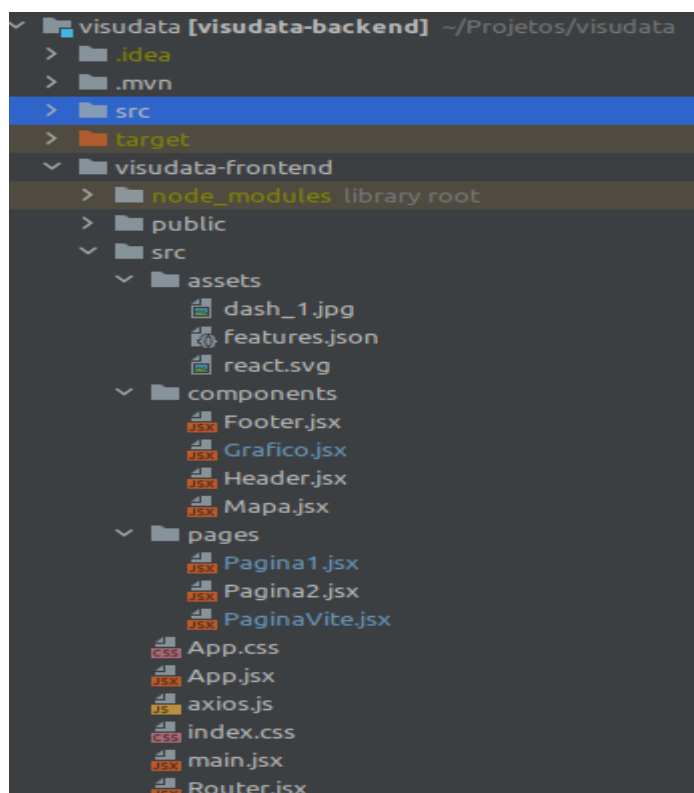 visudata [visudata-backend] ~/Projetos/visudata
.idea
.mvn
src
target
visudata-frontend
node_modules library root
public
src
assets
dash_1.jpg
features.json
react.svg
components
Footer.jsx
Grafico.jsx
Header.jsx
Mapa.jsx
pages
Pagina1.jsx
Pagina2.jsx
PaginaVite.jsx
App.css
App.jsx
axios.js
index.css
main.jsx
Router.jsx